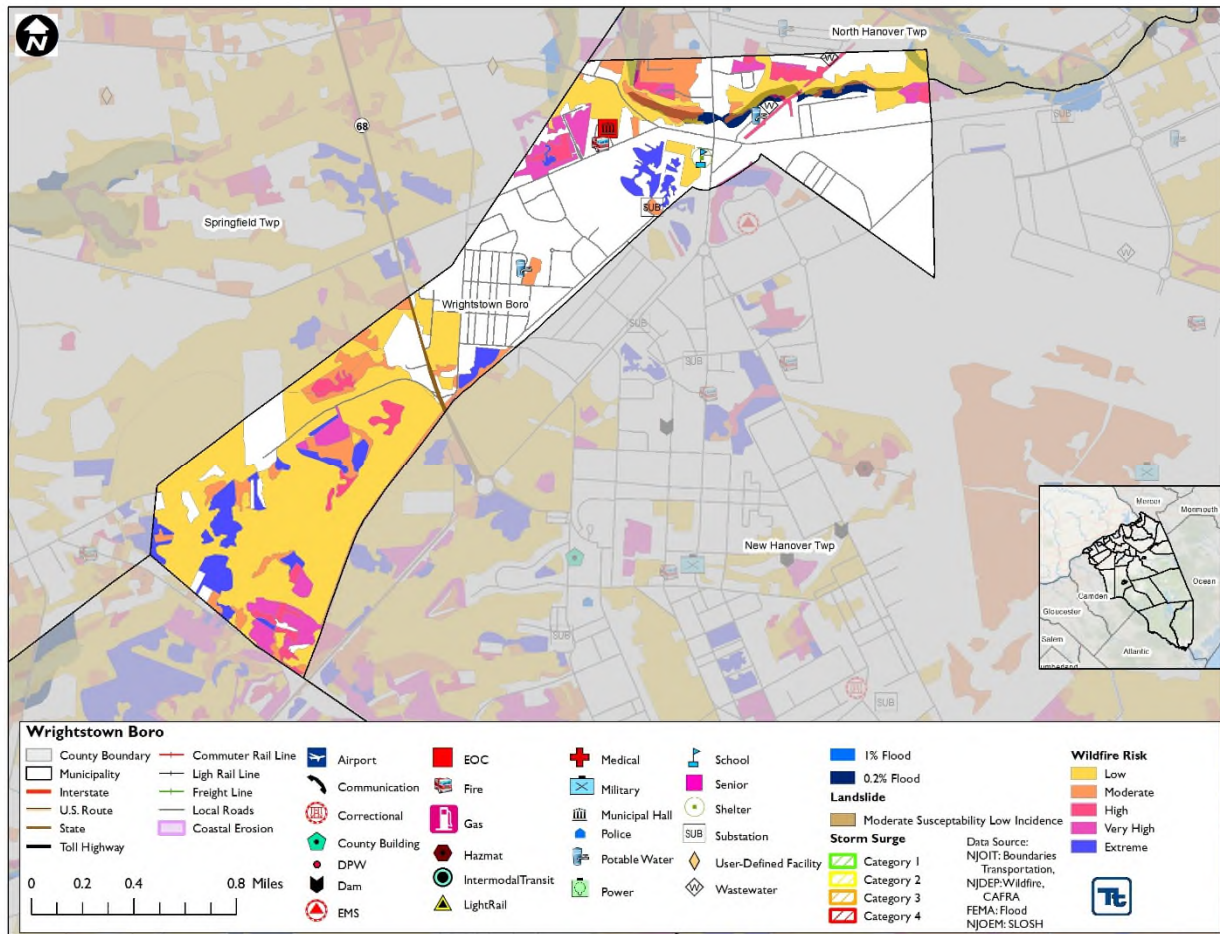 N
North Hanover Twp
W
W
SUB
68
SUB
Springfield Twp
W
Wrightstown Boro
SUB
SUB
New Hanover Twp
Mercer
Monmouth
Ocean
Camden
Gloucester
Salem
Atlantic
umberland
SUB
SUB
Wrightstown Boro
County Boundary
Municipality
Interstate
U.S. Route
State
Toll Highway
0 0.2 0.4 0.8 Miles
Commuter Rail Line
Ligh Rail Line
Freight Line
Local Roads
Coastal Erosion
Airport
Communication
Correctional
County Building
DPW
Dam
EMS
EOC
Fire
Gas
Hazmat
IntermodalTransit
LightRail
Medical
Military
Municipal Hall
Police
Potable Water
Power
School
Senior
Shelter
SUB Substation
User-Defined Facility
W Wastewater
1% Flood
0.2% Flood
Landslide
Moderate Susceptability Low Incidence
Storm Surge
Category 1
Category 2
Category 3
Category 4
Data Source:
NJOIT: Boundaries
Transportation,
NJDEP:Wildfire,
CAFRA
FEMA: Flood
NJOEM: SLOSH
Wildfire Risk
Low
Moderate
High
Very High
Extreme
Tt